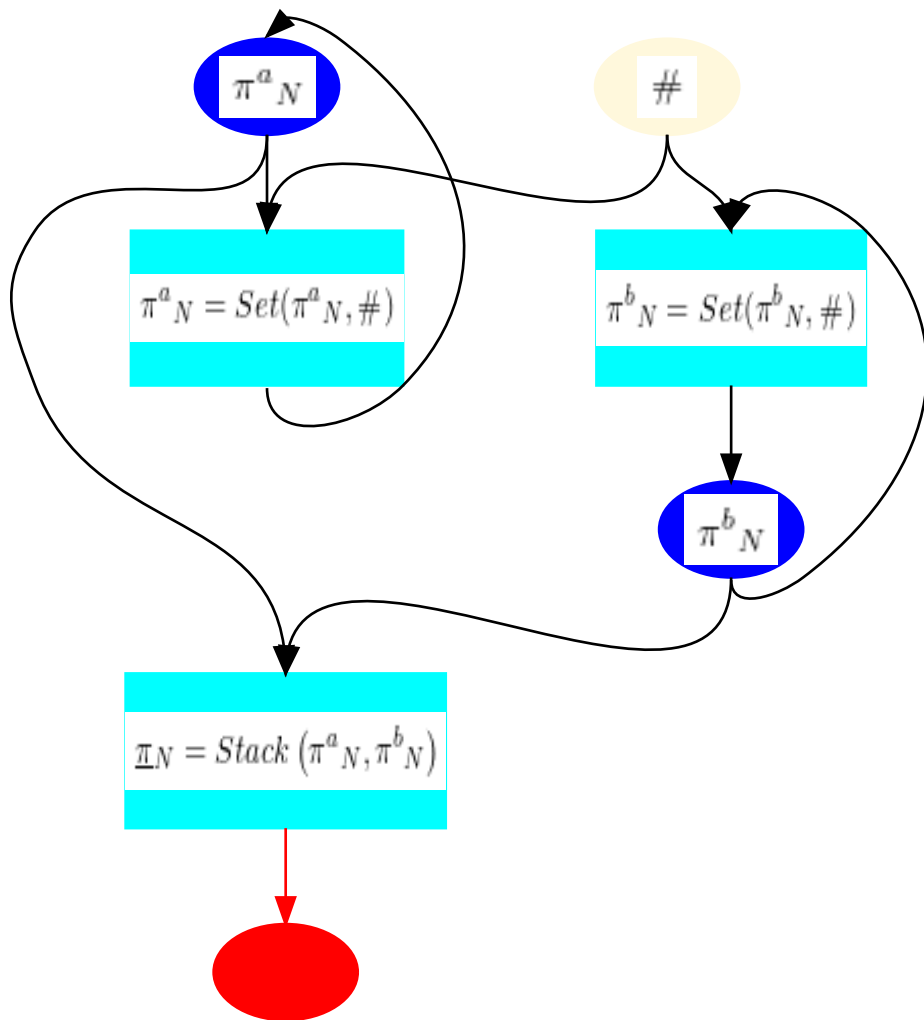 π^a_N
#
π^a_N = Set(π^a_N, #)
π^b_N = Set(π^b_N, #)
π^b_N
π_N = Stack (π^a_N, π^b_N)